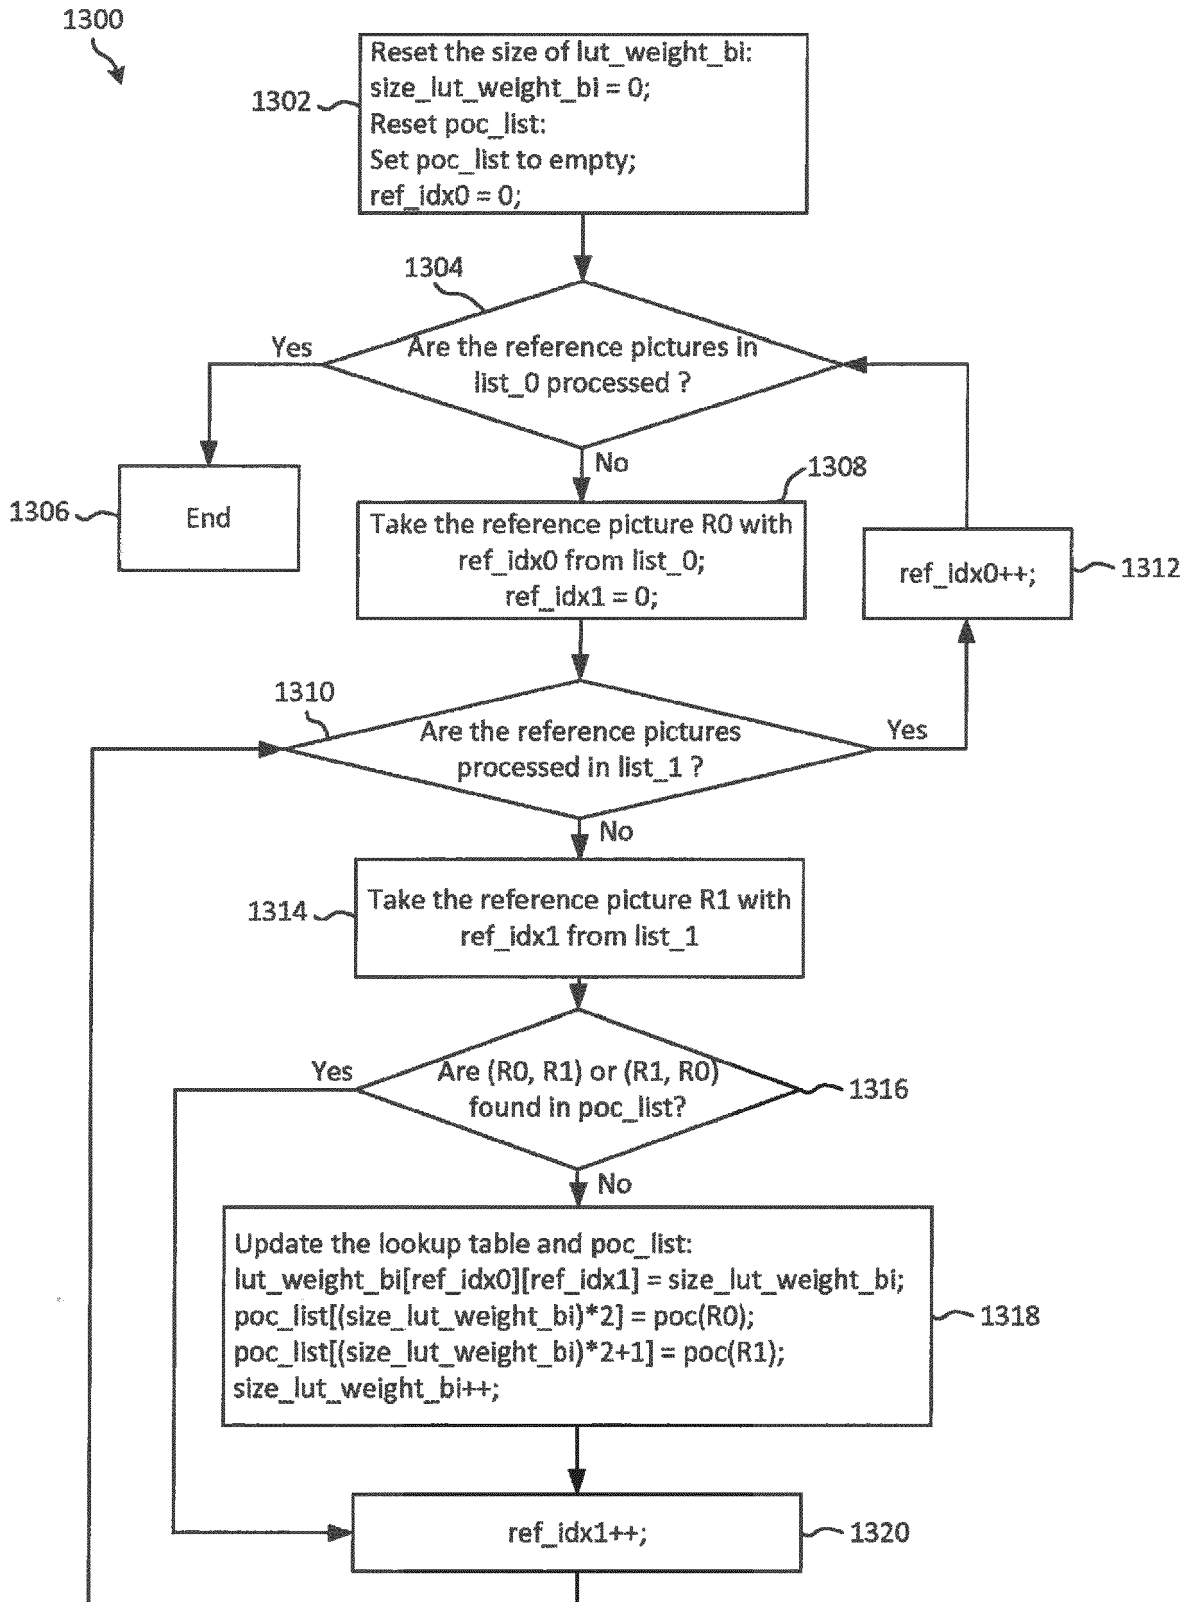 1300
Reset the size of lut_weight_bi:
size_lut_weight_bi = 0;
Reset poc_list:
Set poc_list to empty;
ref_idx0 = 0;
1302
1304
Are the reference pictures in
list_0 processed ?
Yes
No
1306
End
1308
Take the reference picture R0 with
ref_idx0 from list_0;
ref_idx1 = 0;
ref_idx0++;
1312
1310
Are the reference pictures
processed in list_1 ?
Yes
No
1314
Take the reference picture R1 with
ref_idx1 from list_1
Yes
Are (R0, R1) or (R1, R0)
found in poc_list?
1316
No
Update the lookup table and poc_list:
lut_weight_bi[ref_idx0][ref_idx1] = size_lut_weight_bi;
poc_list[(size_lut_weight_bi)*2] = poc(R0);
poc_list[(size_lut_weight_bi)*2+1] = poc(R1);
size_lut_weight_bi++;
1318
ref_idx1++;
1320